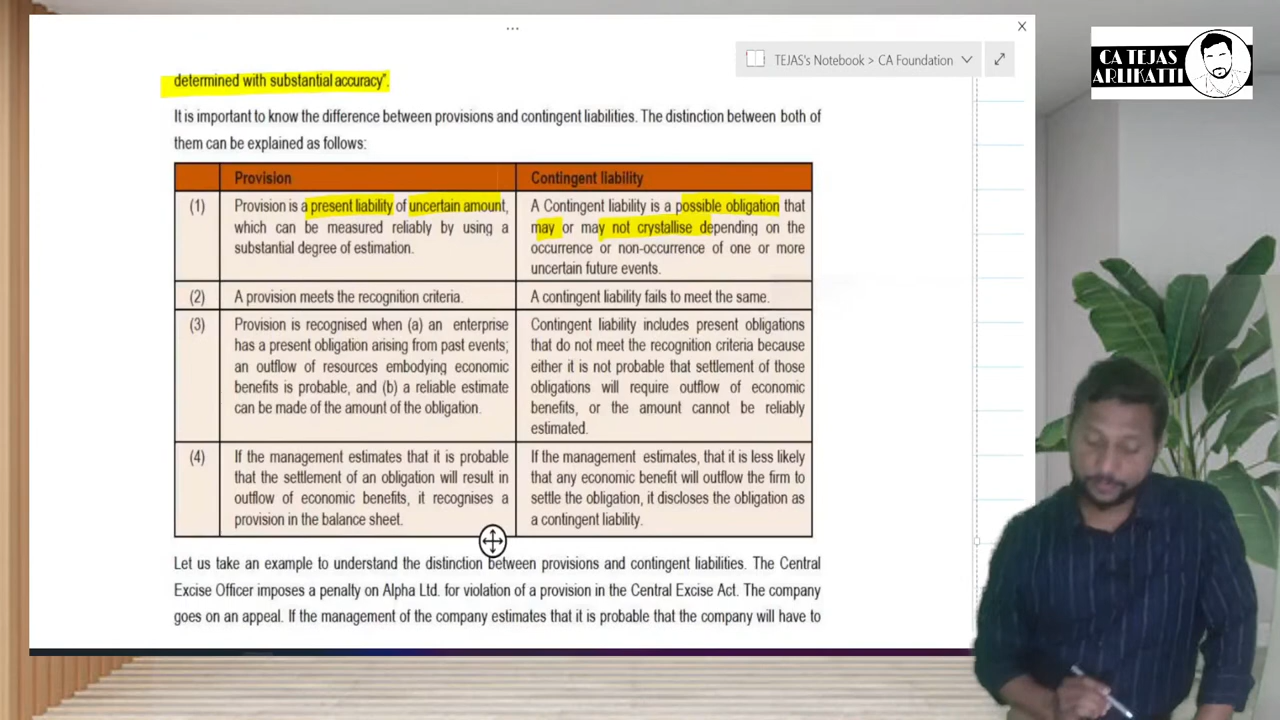 ...
X
CA TEJAS
ARLIKATTI
TEJAS's Notebook > CA Foundation
determined with substantial accuracy".
It is important to know the difference between provisions and contingent liabilities. The distinction between both of
them can be explained as follows:
Provision
Contingent liability
(1)
Provision is a present liability of uncertain amount,
which can be measured reliably by using a
substantial degree of estimation.
A Contingent liability is a possible obligation that
may or may not crystallise depending on the
occurrence or non-occurrence of one or more
uncertain future events.
(2)
A provision meets the recognition criteria.
A contingent liability fails to meet the same.
(3)
Provision is recognised when (a) an enterprise
has a present obligation arising from past events;
an outflow of resources embodying economic
benefits is probable, and (b) a reliable estimate
can be made of the amount of the obligation.
Contingent liability includes present obligations
that do not meet the recognition criteria because
either it is not probable that settlement of those
obligations will require outflow of economic
benefits, or the amount cannot be reliably
estimated.
(4)
If the management estimates that it is probable
that the settlement of an obligation will result in
outflow of economic benefits, it recognises a
provision in the balance sheet.
If the management estimates, that it is less likely
that any economic benefit will outflow the firm to
settle the obligation, it discloses the obligation as
a contingent liability.
Let us take an example to understand the distinction between provisions and contingent liabilities. The Central
Excise Officer imposes a penalty on Alpha Ltd. for violation of a provision in the Central Excise Act. The company
goes on an appeal. If the management of the company estimates that it is probable that the company will have to